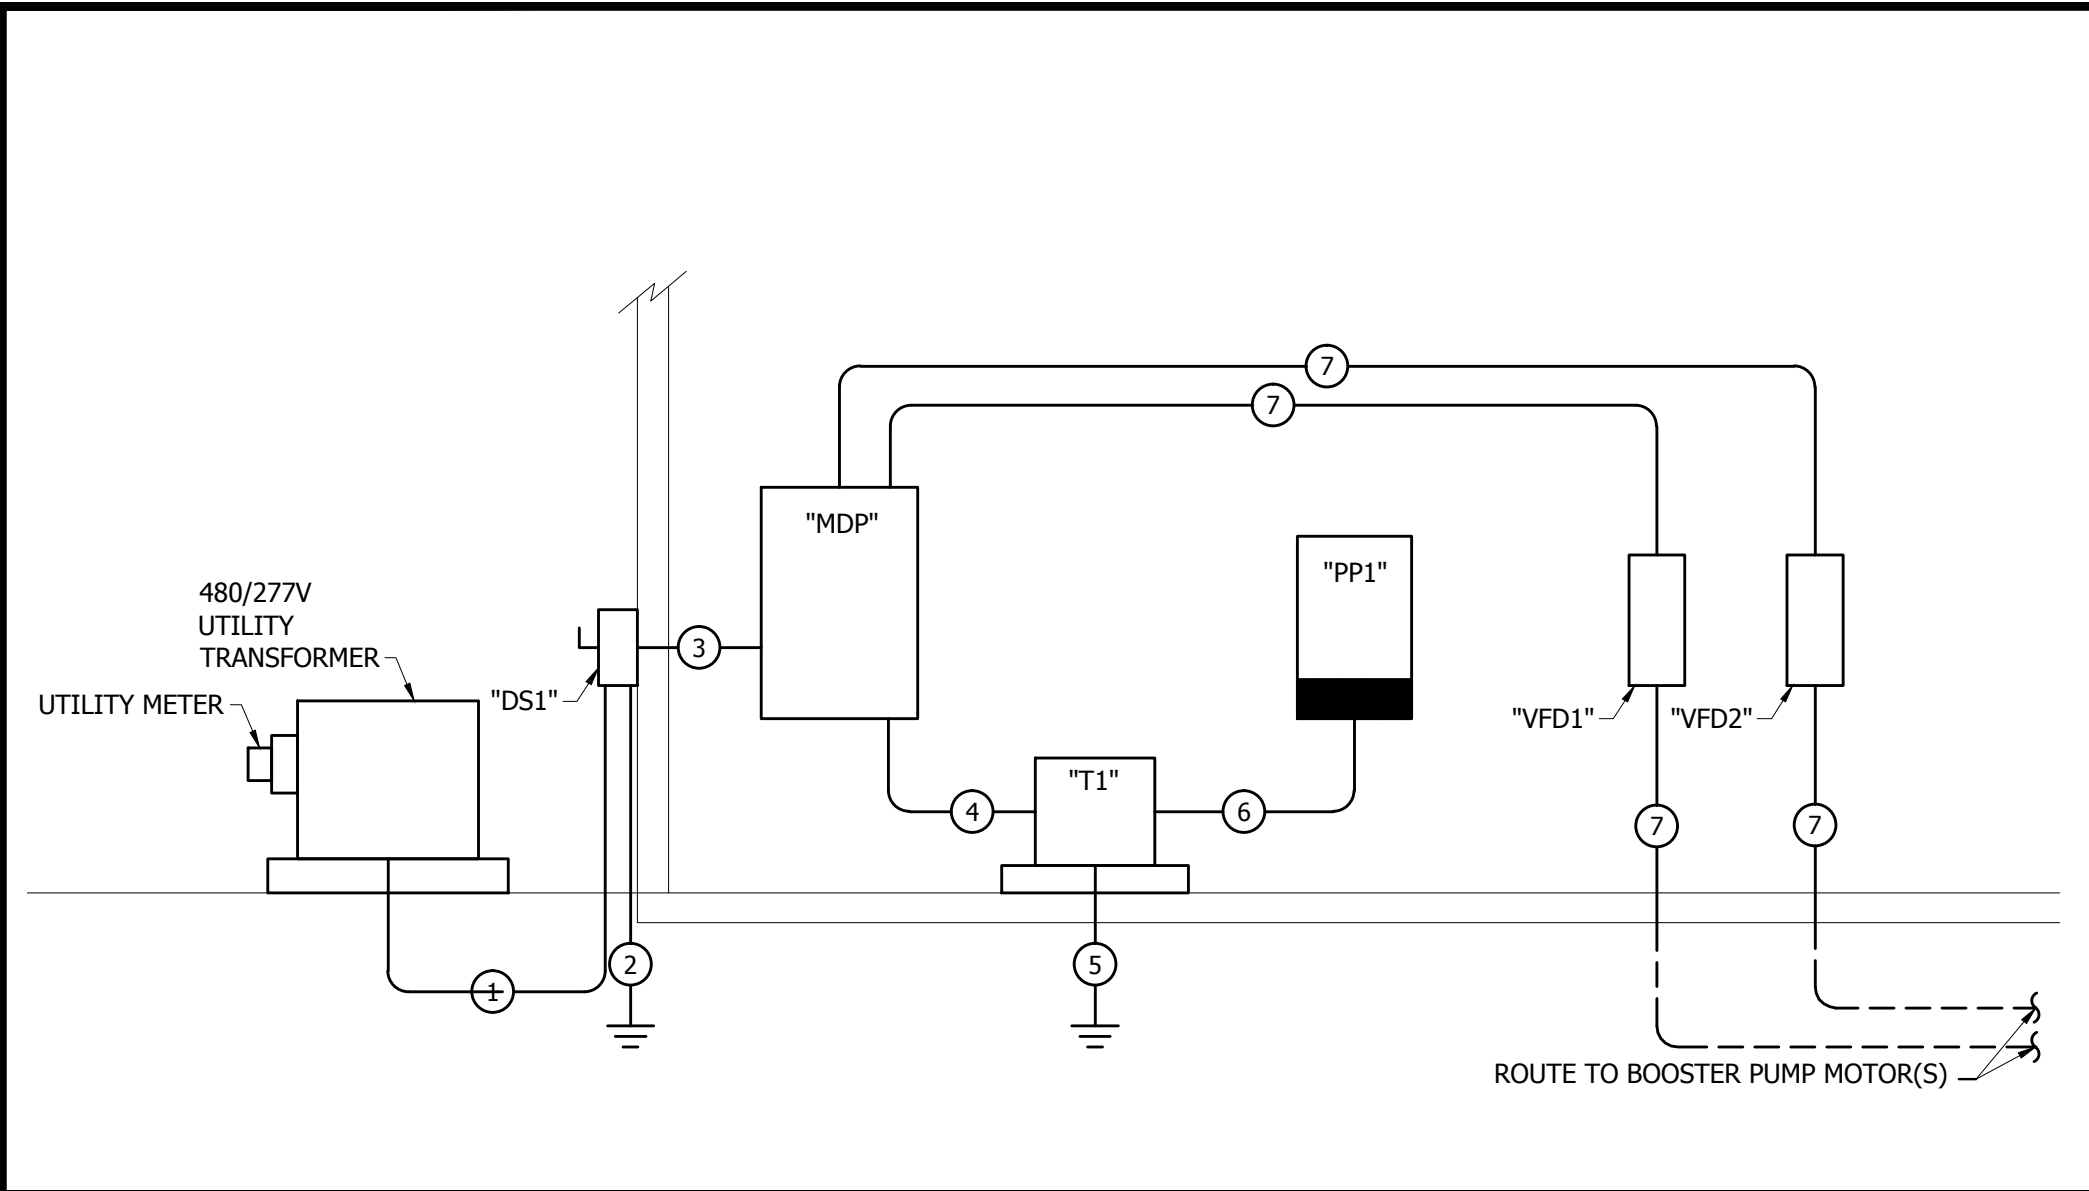 7
7
"MDP"
"PP1"
480/277V
UTILITY
TRANSFORMER
3
"DS1"
UTILITY METER
"VFD1"
"VFD2"
"T1"
4
6
7
7
2
5
1
ROUTE TO BOOSTER PUMP MOTOR(S)